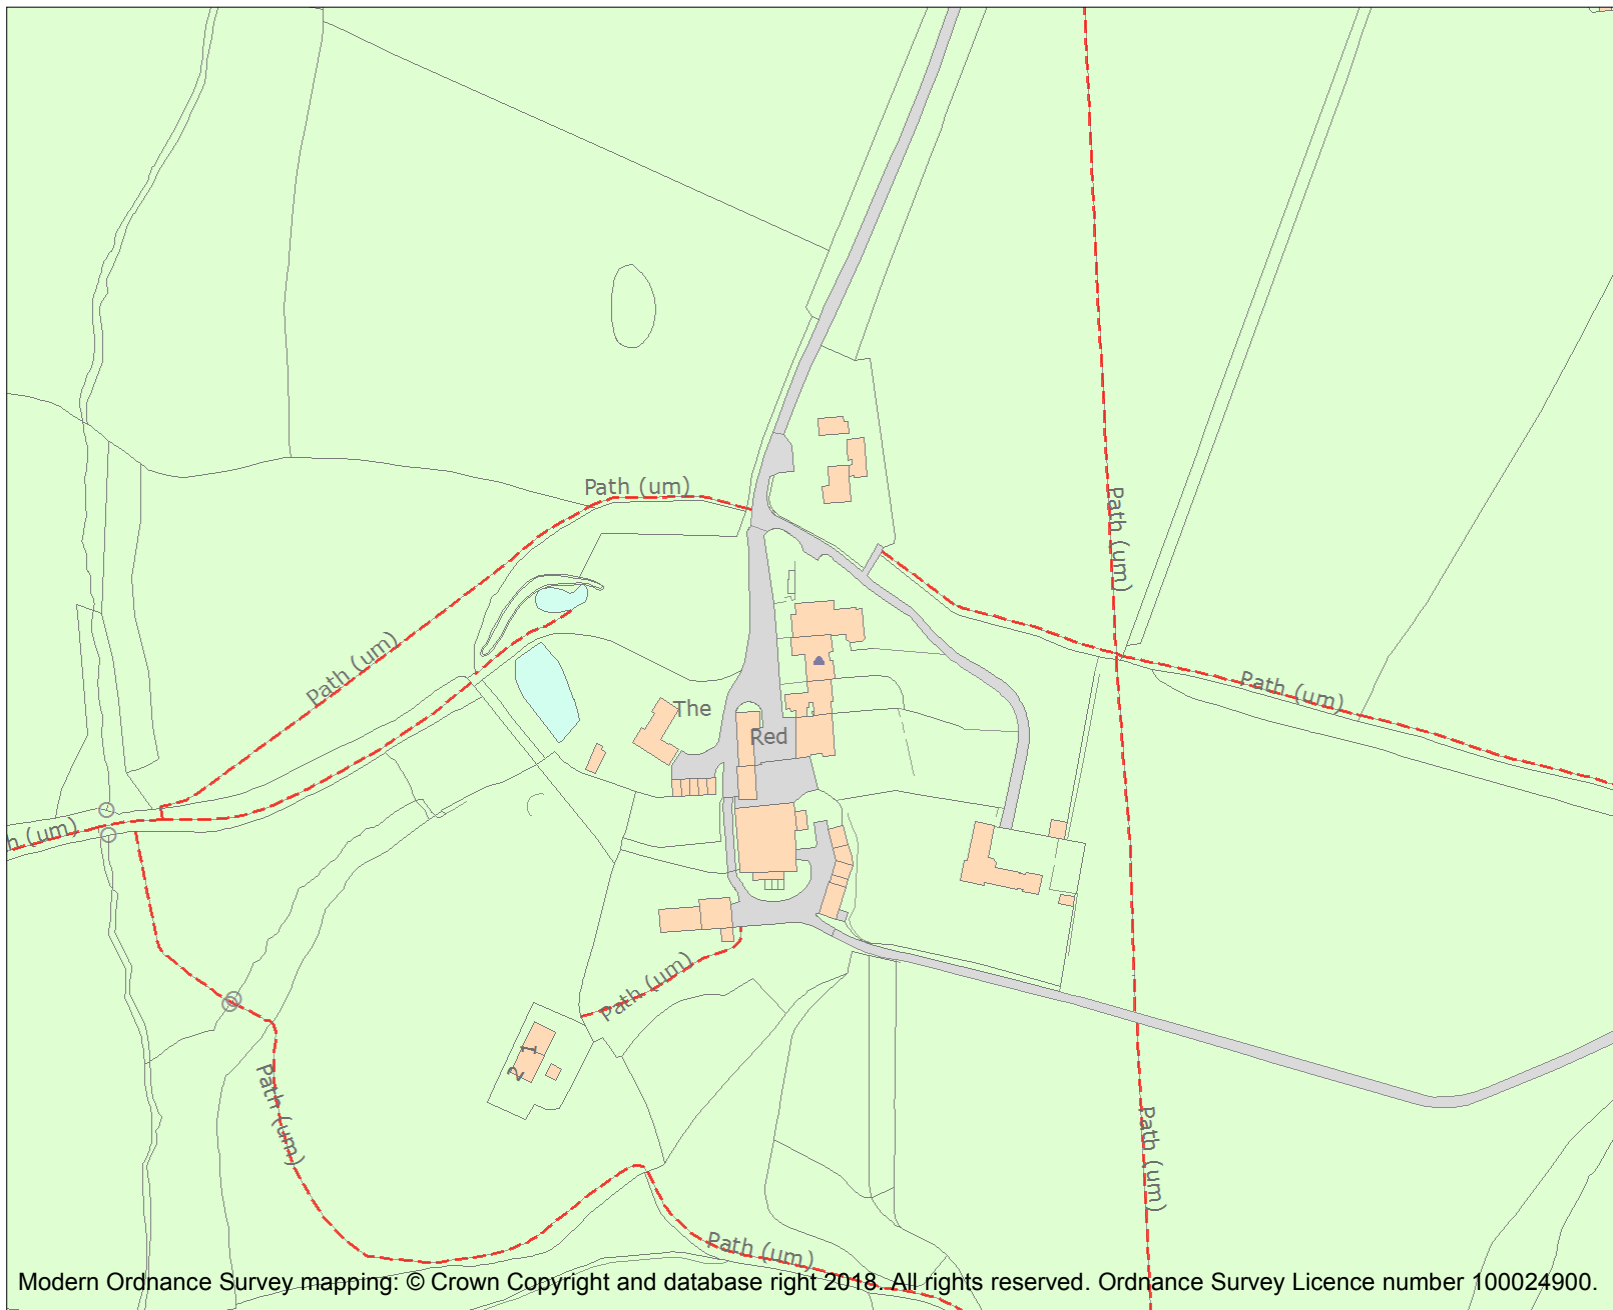 Path (um)
Path (um)
Path (um)
Path (um)
The
Red
h (um)
Path (um)
1
2
Path (um)
Path (um)
Path (um)
Modern Ordnance Survey mapping: © Crown Copyright and database right 2018. All rights reserved. Ordnance Survey Licence number 100024900.